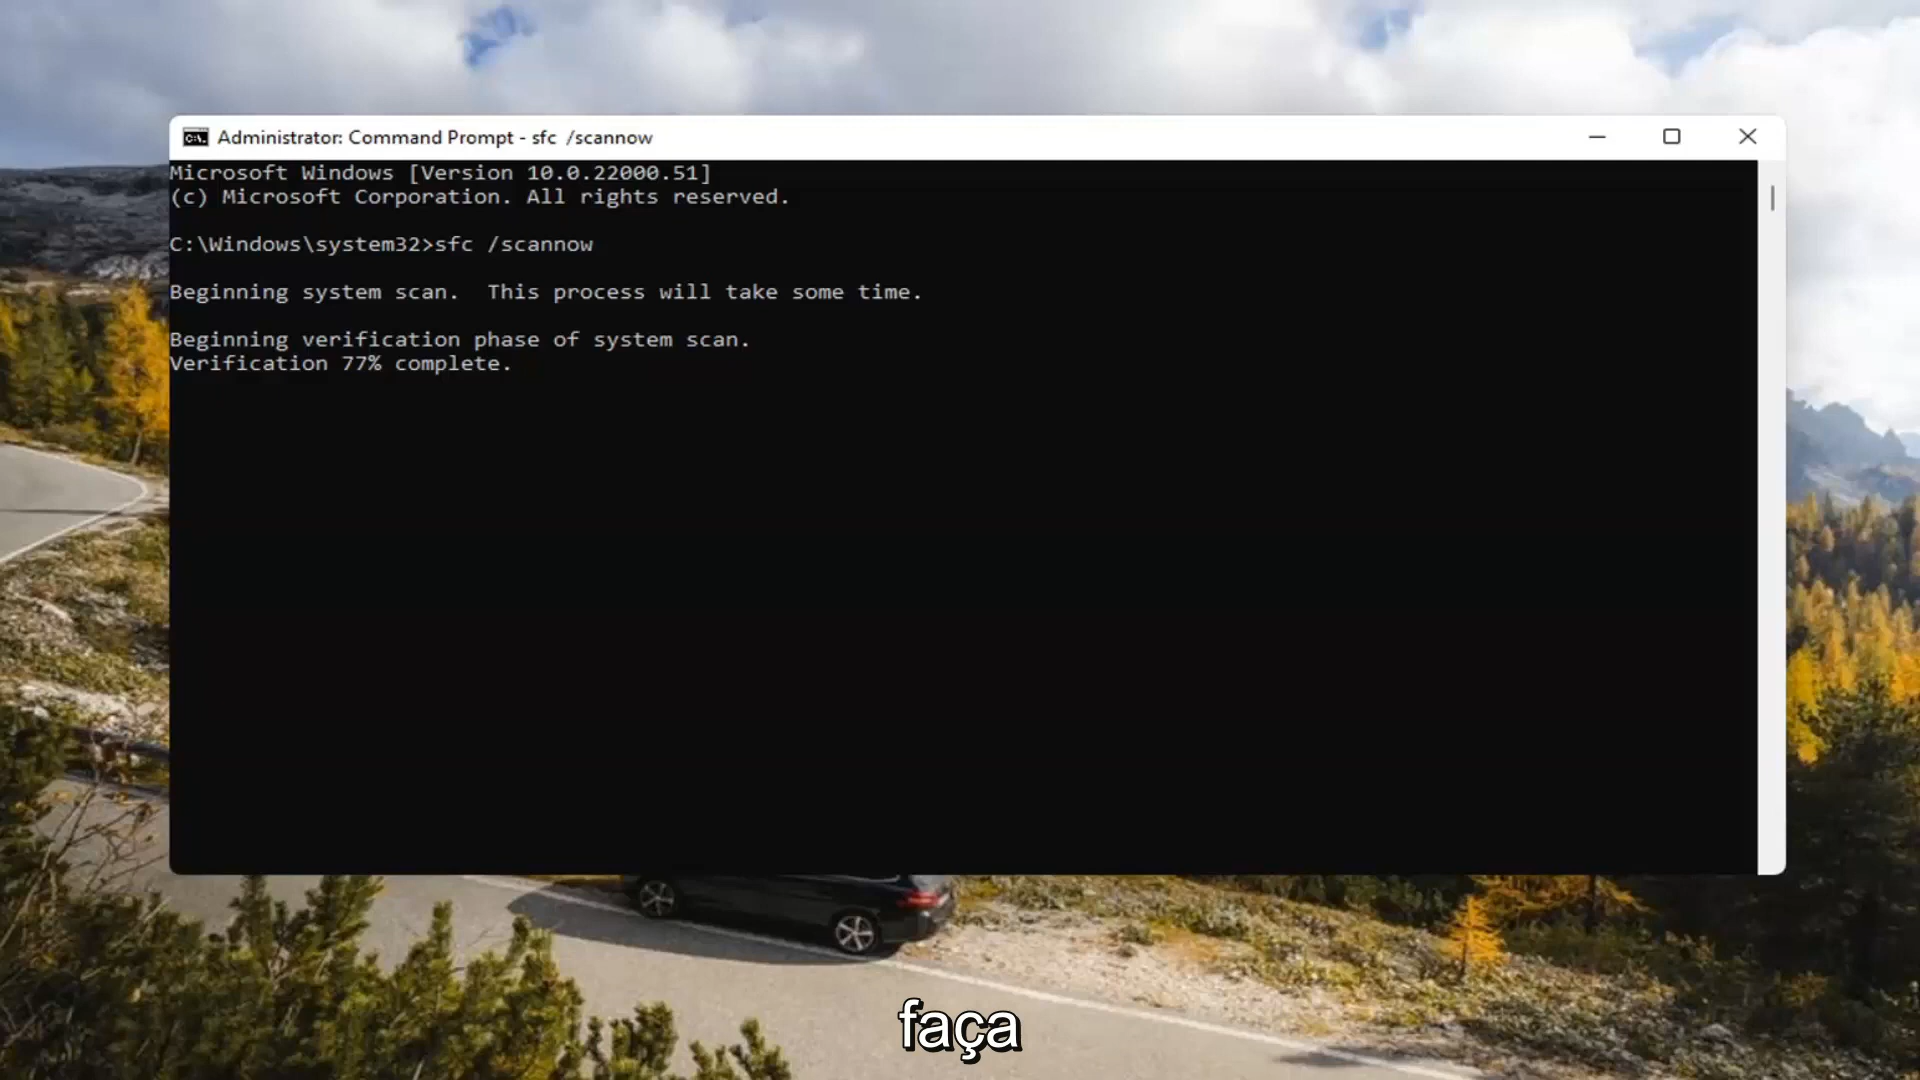 Administrator: Command Prompt - sfc  /scannow
Microsoft Windows [Version 10.0.22000.51]
(c) Microsoft Corporation. All rights reserved.
C:\Windows\system32>sfc /scannow
Beginning system scan.  This process will take some time.
Beginning verification phase of system scan.
Verification 77% complete.
faça